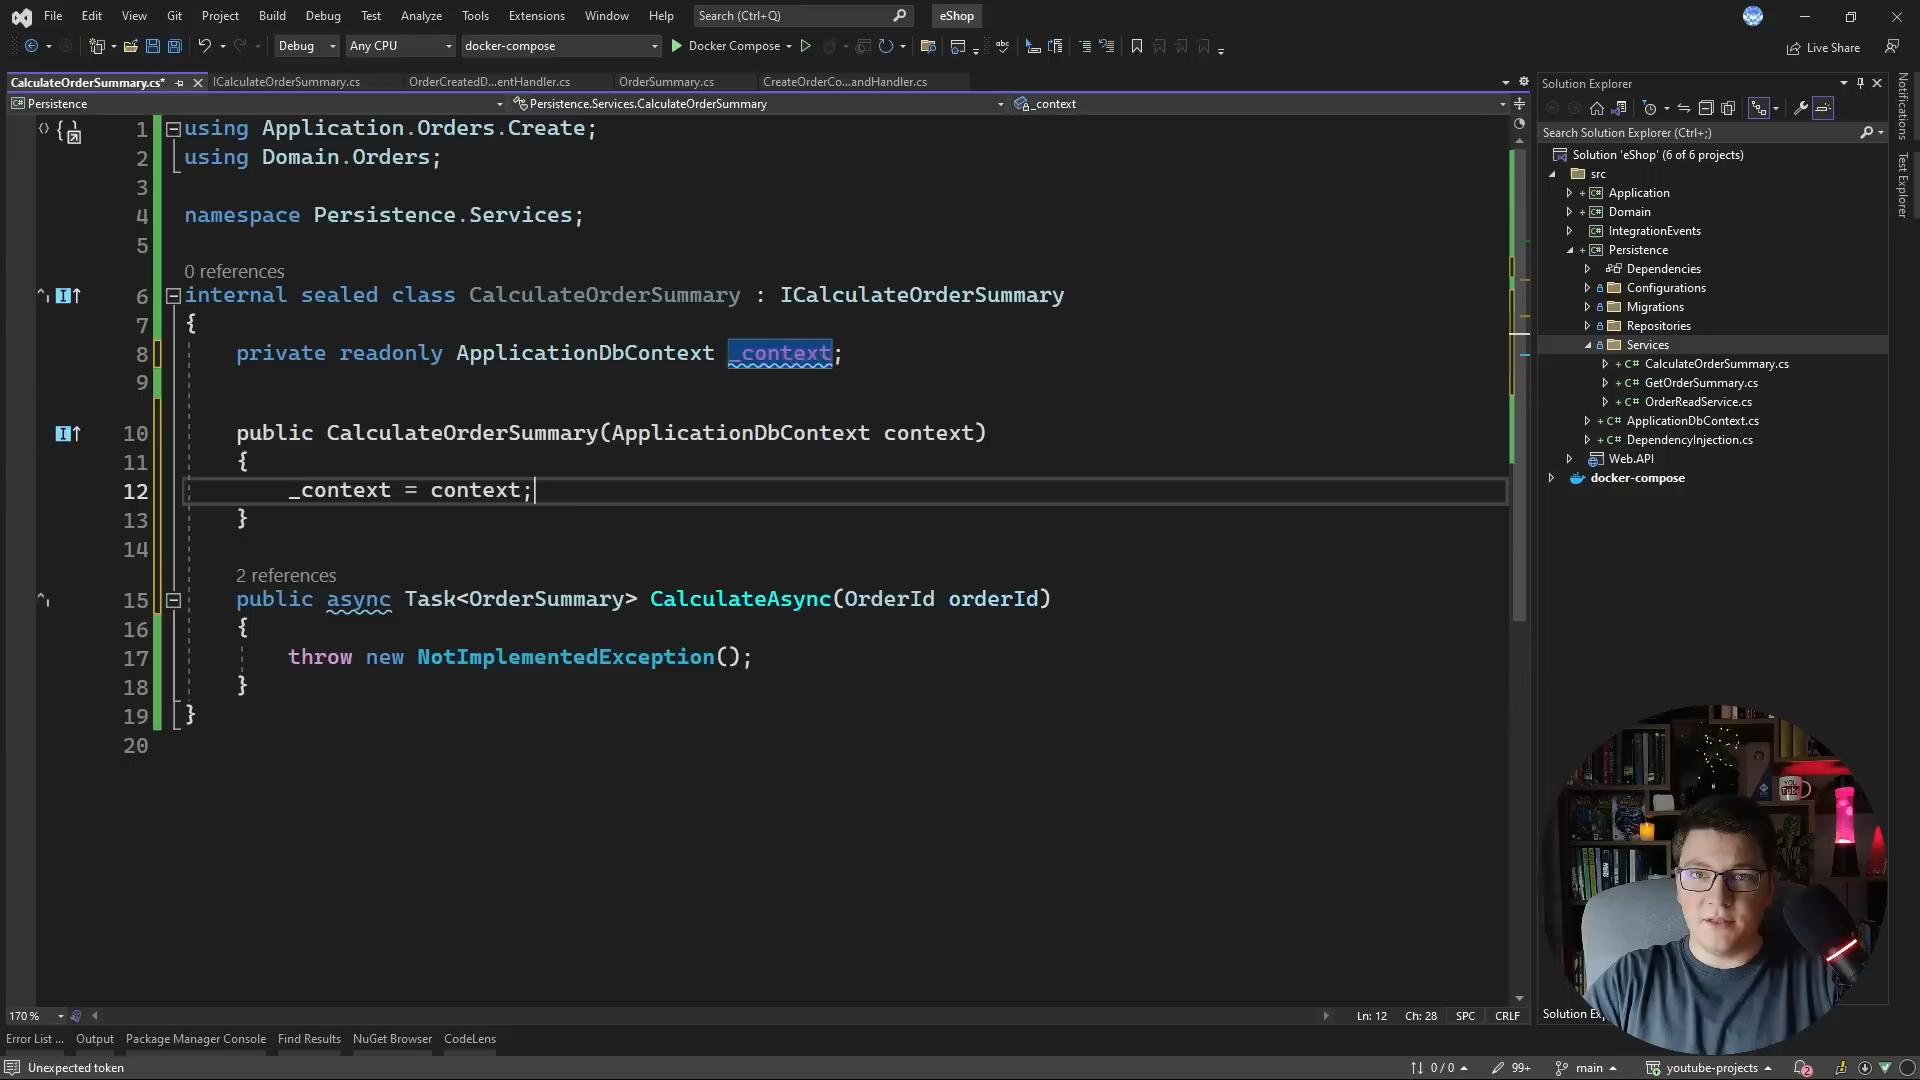 File Edit View Git Project Build Debug Test Analyze Tools Extensions Window Help Search (Ctrl+Q) eShop
Debug Any CPU docker-compose Docker Compose Live Share
CalculateOrderSummary.cs* ICalculateOrderSummary.cs OrderCreatedD...entHandler.cs OrderSummary.cs CreateOrderCo...andHandler.cs
Persistence Persistence.Services.CalculateOrderSummary _context
1 using Application.Orders.Create;
2 using Domain.Orders;
3
4 namespace Persistence.Services;
5
0 references
6 internal sealed class CalculateOrderSummary : ICalculateOrderSummary
7 {
8 private readonly ApplicationDbContext _context;
9
10 public CalculateOrderSummary(ApplicationDbContext context)
11 {
12 _context = context;
13 }
14
2 references
15 public async Task<OrderSummary> CalculateAsync(OrderId orderId)
16 {
17 throw new NotImplementedException();
18 }
19 }
20
Solution Explorer
Search Solution Explorer (Ctrl+;)
Solution 'eShop' (6 of 6 projects)
src
Application
Domain
IntegrationEvents
Persistence
Dependencies
Configurations
Migrations
Repositories
Services
CalculateOrderSummary.cs
GetOrderSummary.cs
OrderReadService.cs
ApplicationDbContext.cs
DependencyInjection.cs
Web.API
docker-compose
Notifications
Test Explorer
YOU
Tube
170 % Ln: 12 Ch: 28 SPC CRLF
Solution Exp
Error List ... Output Package Manager Console Find Results NuGet Browser CodeLens
Unexpected token 0 / 0 99+ main youtube-projects 2